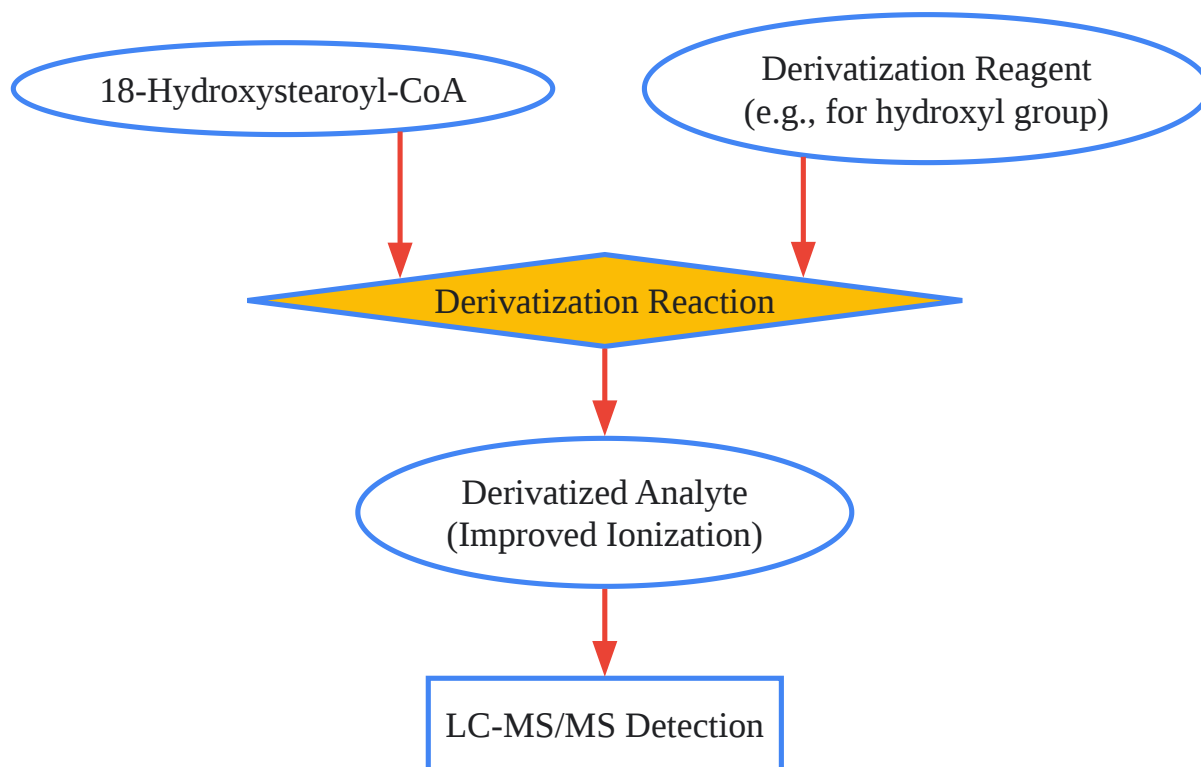 18-Hydroxystearoyl-CoA
Derivatization Reagent
(e.g., for hydroxyl group)
Derivatization Reaction
Derivatized Analyte
(Improved Ionization)
LC-MS/MS Detection